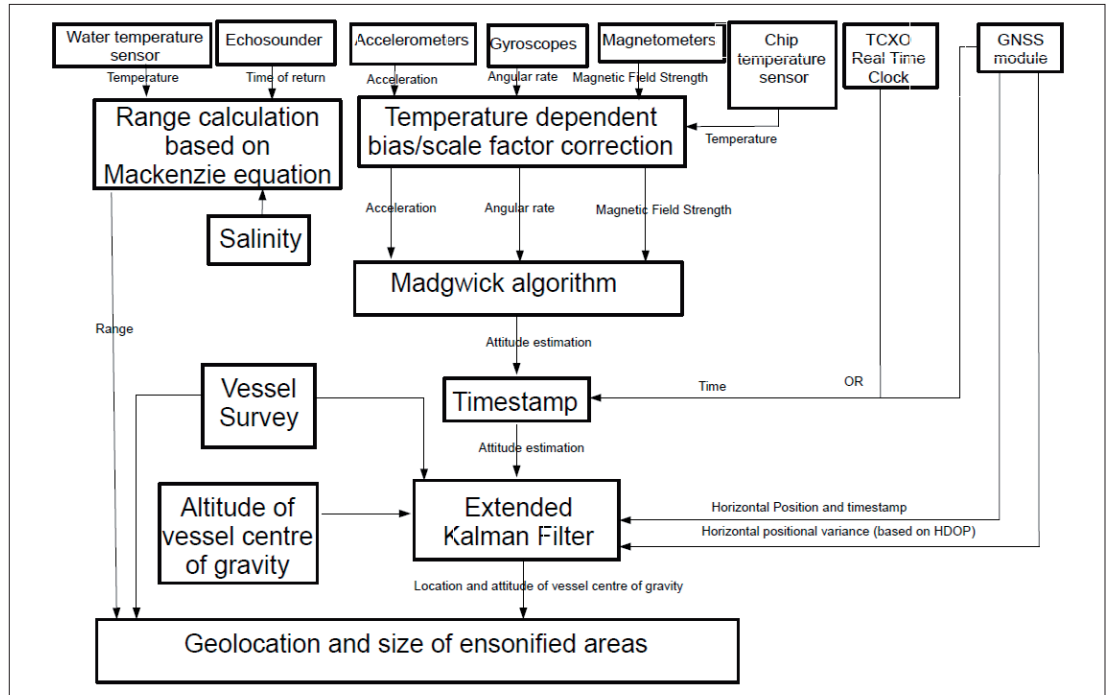 Water temperature
sensor
Echosounder
Accelerometers
Gyroscopes
Magnetometers
Chip
temperature
sensor
TCXO
Real Time
Clock
GNSS
module
Temperature
Time of return
Acceleration
Angular rate
Magnetic Field Strength
Range calculation
based on
Mackenzie equation
Temperature dependent
bias/scale factor correction
Temperature
Salinity
Acceleration
Angular rate
Magnetic Field Strength
Madgwick algorithm
Range
Attitude estimation
Vessel
Survey
Timestamp
Time
OR
Attitude estimation
Altitude of
vessel centre
of gravity
Extended
Kalman Filter
Horizontal Position and timestamp
Horizontal positional variance (based on HDOP)
Location and attitude of vessel centre of gravity
Geolocation and size of ensonified areas